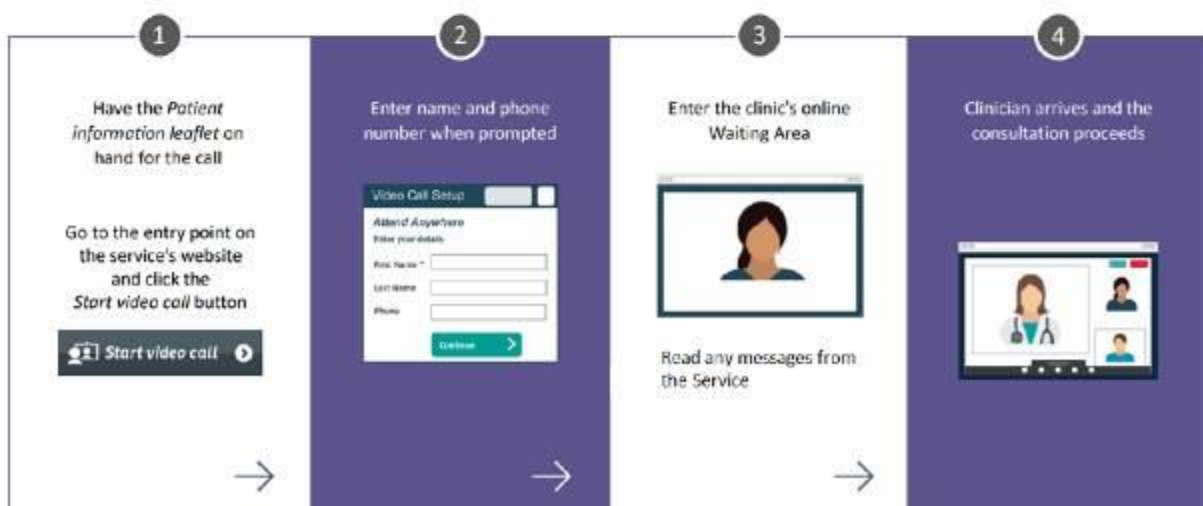 1
Have the Patient
information leaflet on
hand for the call
Go to the entry point on
the service's website
and click the
Start video call button
Start video call
2
Enter name and phone
number when prompted
Video Call Setup
Attend Anywhere
Enter your details
First Name *
Last Name
Phone
Continue
3
Enter the clinic's online
Waiting Area
Read any messages from
the Service
4
Clinician arrives and the
consultation proceeds